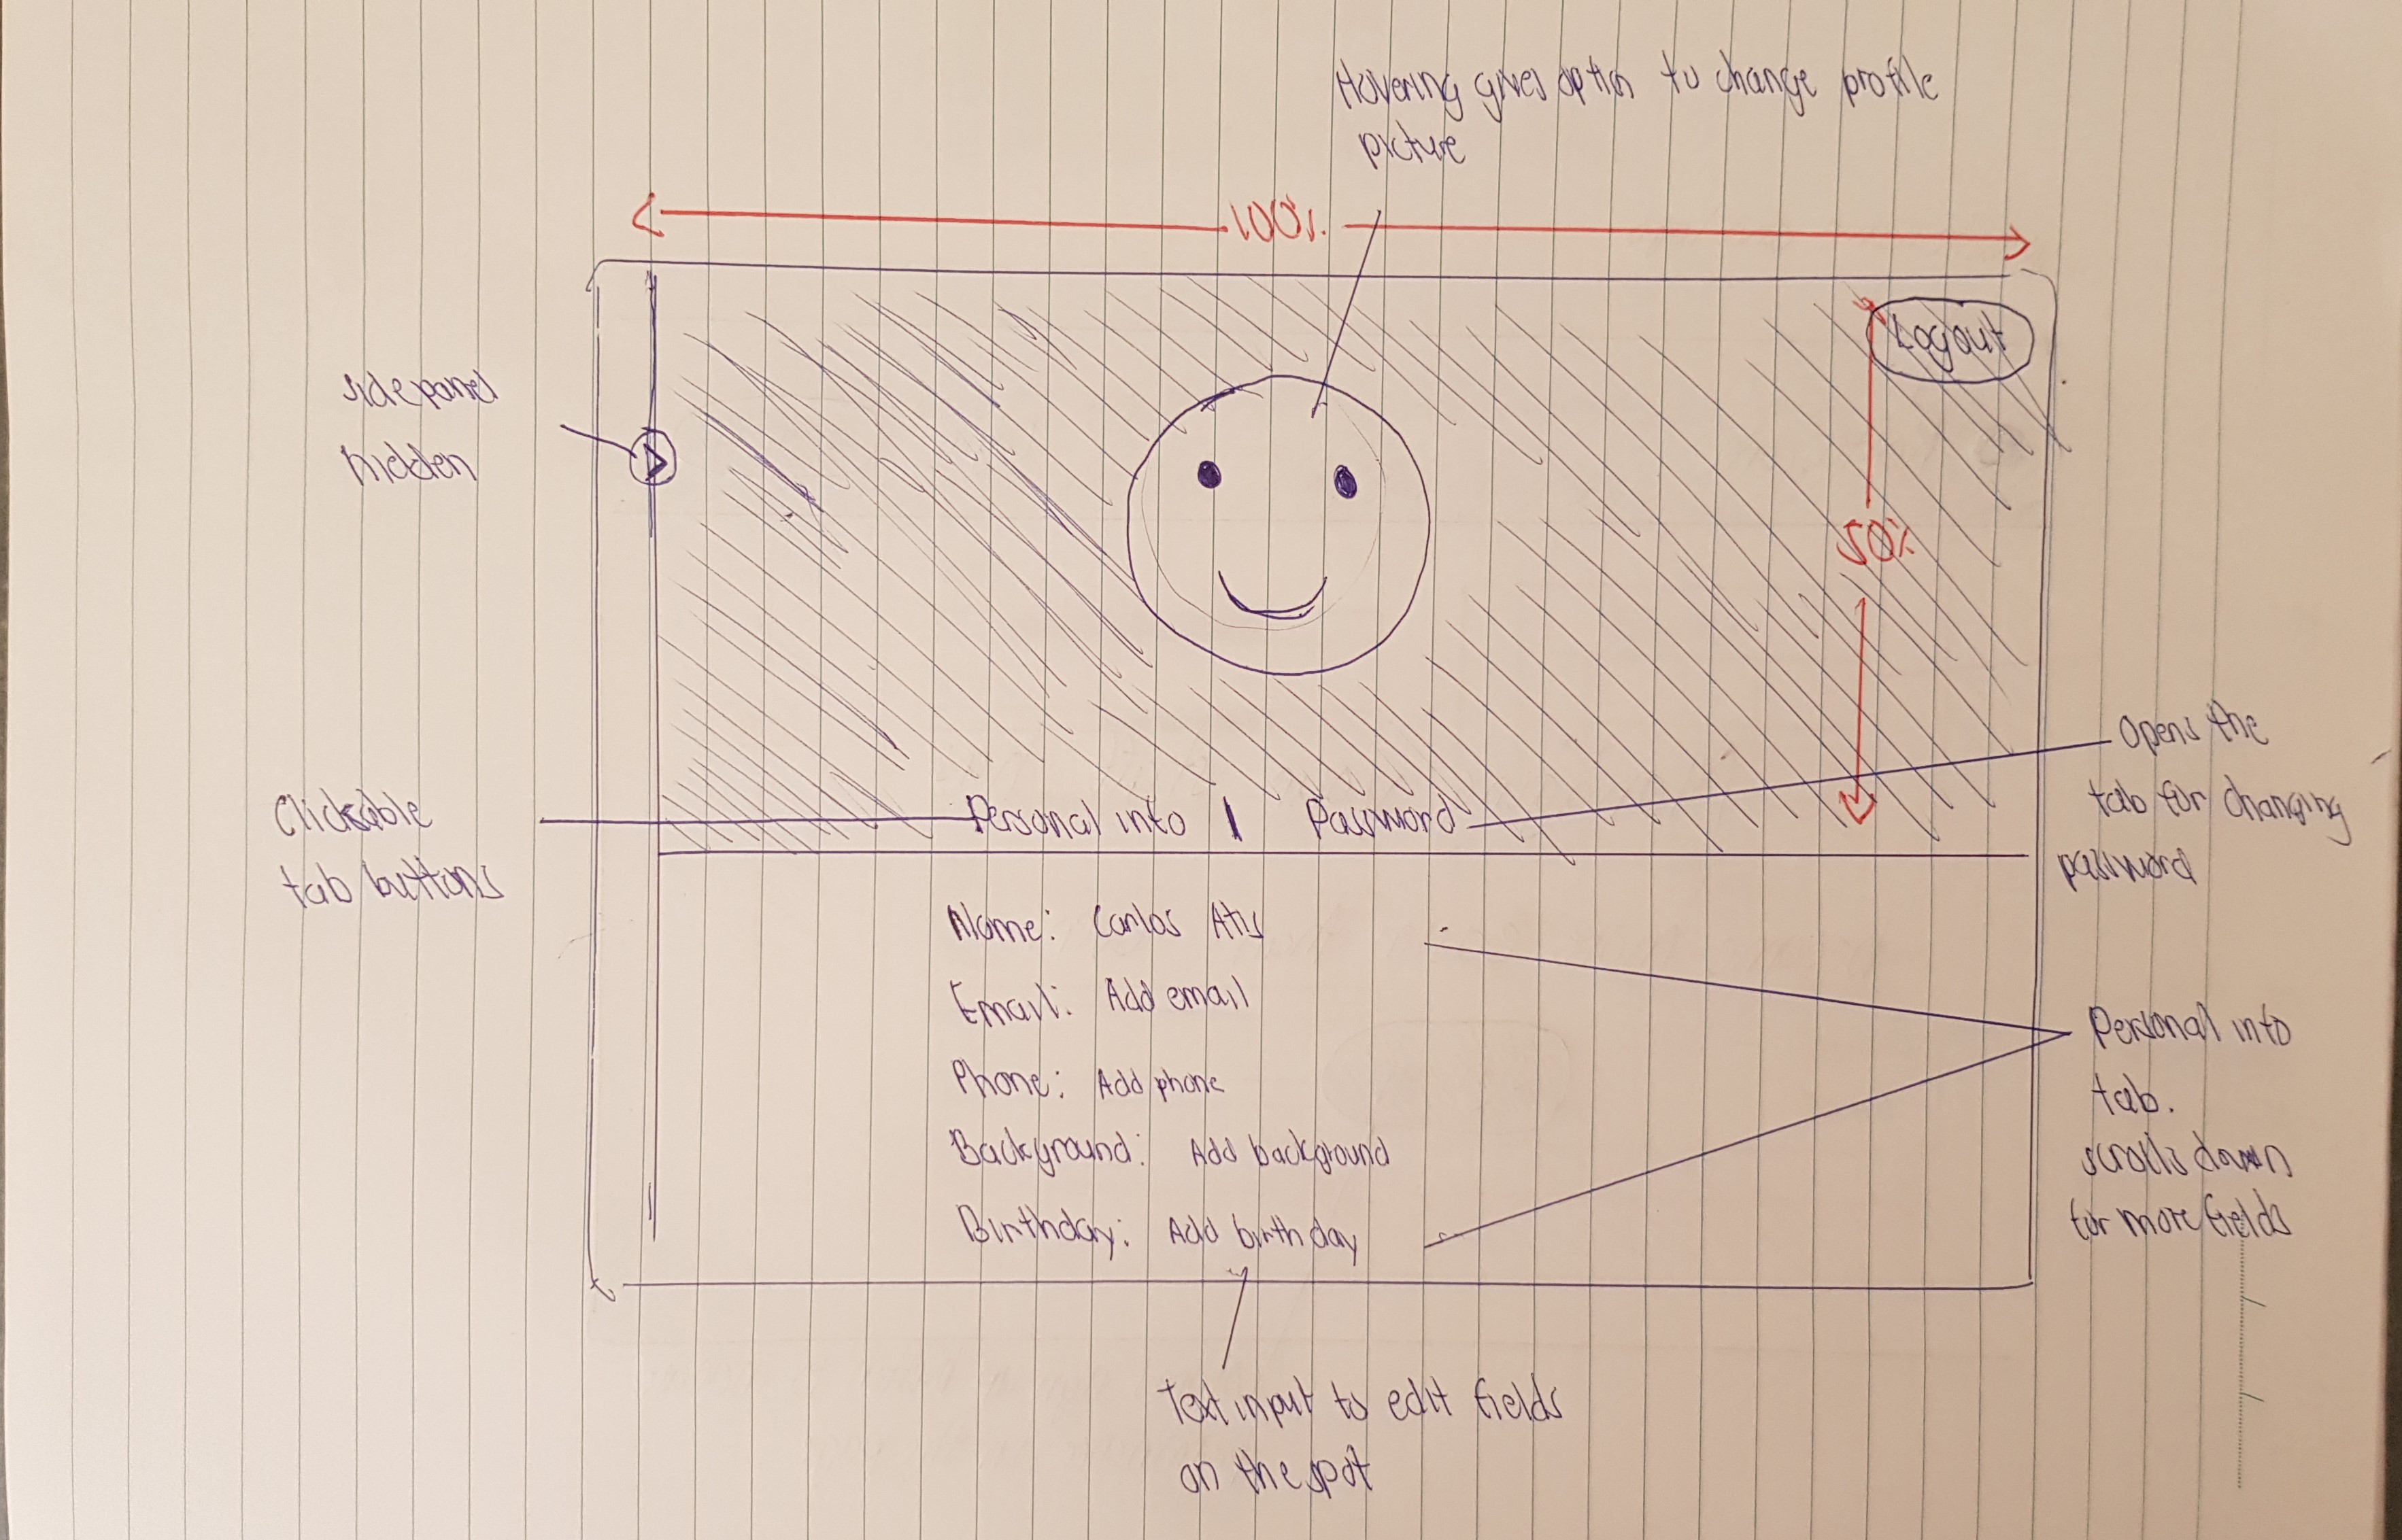 Hovering gives option to change profile
picture
100%
Logout
side panel
hidden
50%
Opens the
tab for changing
password
Clickable
tab buttons
Personal info | Password
Name: Carlos Atis
Email: Add email
Phone: Add phone
Background: Add background
Birthday: Add birthday
Personal info
tab.
scrolls down
for more fields
Text input to edit fields
on the spot